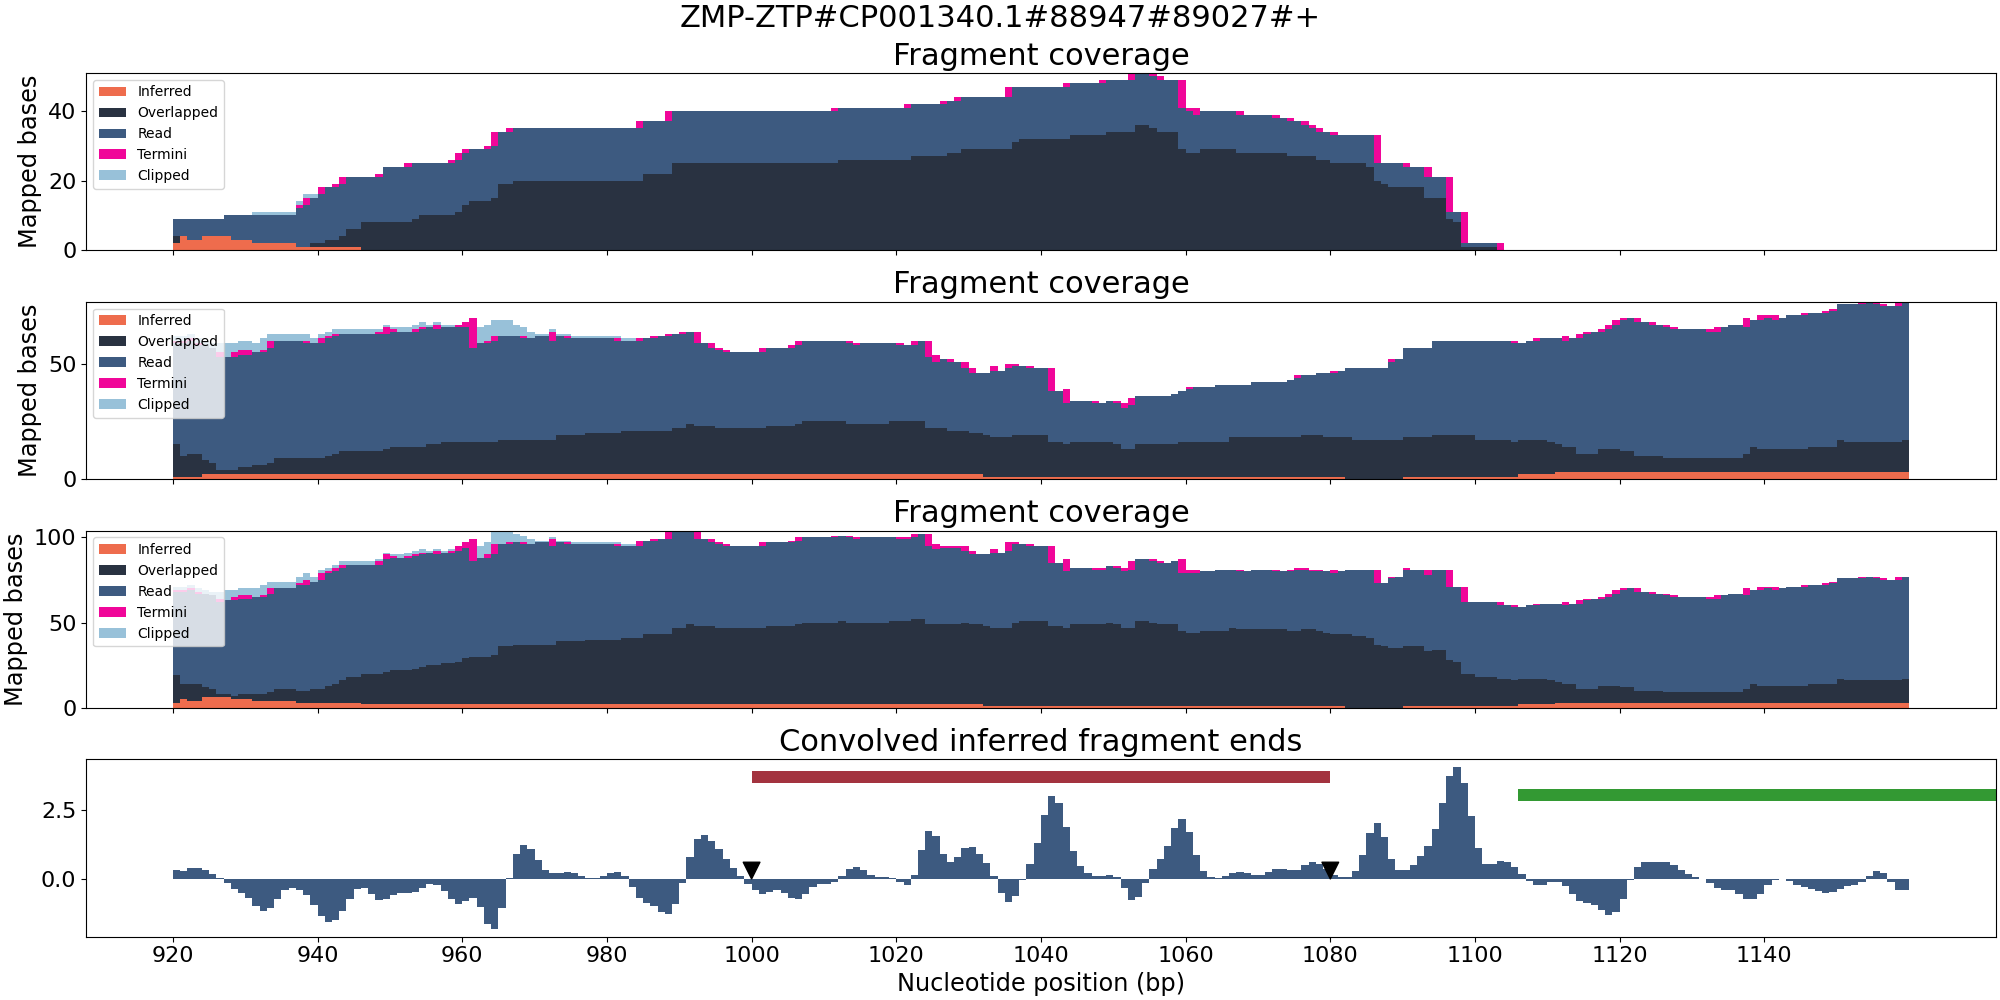 ZMP-ZTP#CP001340.1#88947#89027#+
Fragment coverage
Mapped bases
40
20
0
Inferred
Overlapped
Read
Termini
Clipped
Fragment coverage
Mapped bases
50
0
Inferred
Overlapped
Read
Termini
Clipped
Fragment coverage
Mapped bases
100
50
0
Inferred
Overlapped
Read
Termini
Clipped
Convolved inferred fragment ends
2.5
0.0
920 940 960 980 1000 1020 1040 1060 1080 1100 1120 1140
Nucleotide position (bp)